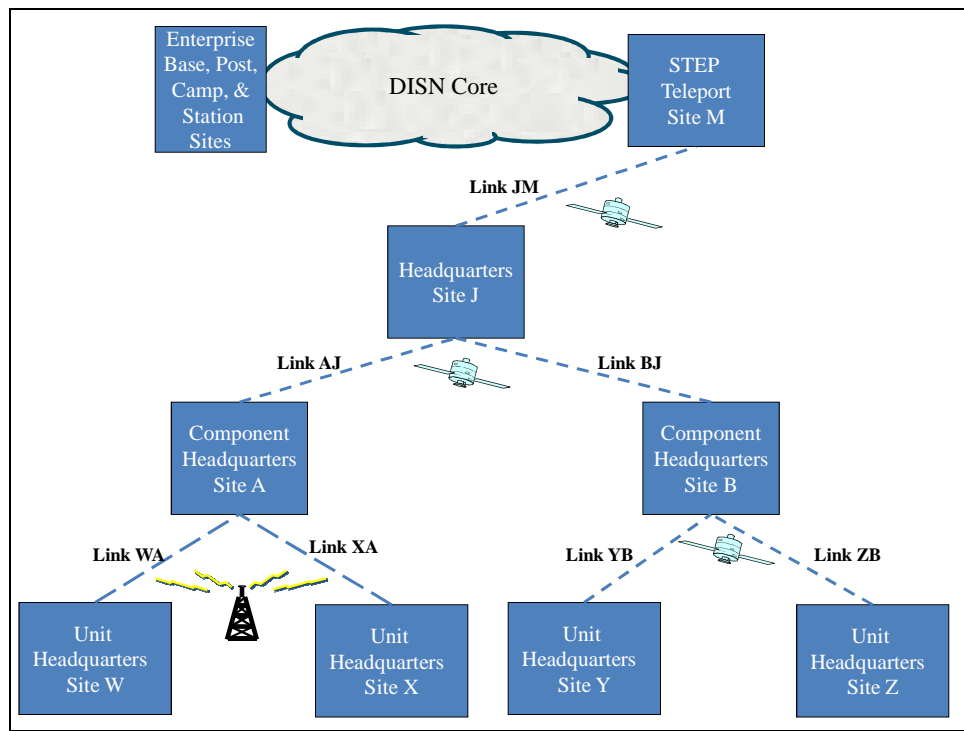 Enterprise
Base, Post,
Camp, &
Station
Sites
DISN Core
STEP
Teleport
Site M
Link JM
Headquarters
Site J
Link AJ
Link BJ
Component
Headquarters
Site A
Component
Headquarters
Site B
Link WA
Link XA
Link YB
Link ZB
Unit
Headquarters
Site W
Unit
Headquarters
Site X
Unit
Headquarters
Site Y
Unit
Headquarters
Site Z